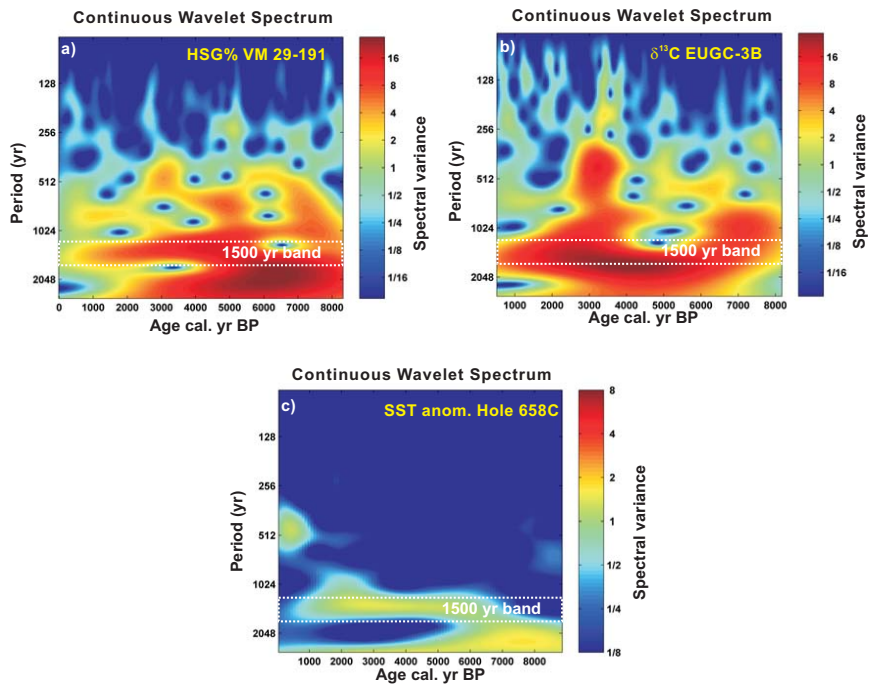 Continuous Wavelet Spectrum
a)
HSG% VM 29-191
128
256
512
1024
2048
Period (yr)
1500 yr band
0 1000 2000 3000 4000 5000 6000 7000 8000
Age cal. yr BP
16
8
4
2
1
1/2
1/4
1/8
1/16
Spectral variance
Continuous Wavelet Spectrum
b)
δ¹³C EUGC-3B
128
256
512
1024
2048
Period (yr)
1500 yr band
1000 2000 3000 4000 5000 6000 7000 8000
Age cal. yr BP
16
8
4
2
1
1/2
1/4
1/8
1/16
Spectral variance
Continuous Wavelet Spectrum
c)
SST anom. Hole 658C
128
256
512
1024
2048
Period (yr)
1500 yr band
1000 2000 3000 4000 5000 6000 7000 8000
Age cal. yr BP
8
4
2
1
1/2
1/4
1/8
Spectral variance